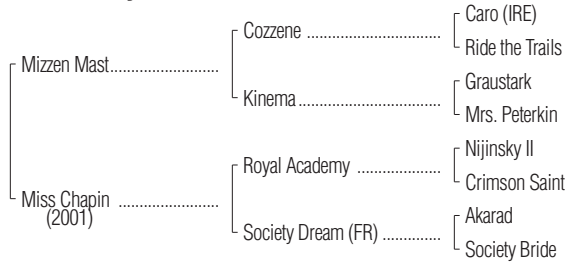 Caro (IRE)
Cozzene ..............................
Ride the Trails
Mizzen Mast........................
Graustark
Kinema................................
Mrs. Peterkin
Nijinsky II
Royal Academy ..................
Crimson Saint
Miss Chapin ......................
(2001)
Akarad
Society Dream (FR) .............
Society Bride